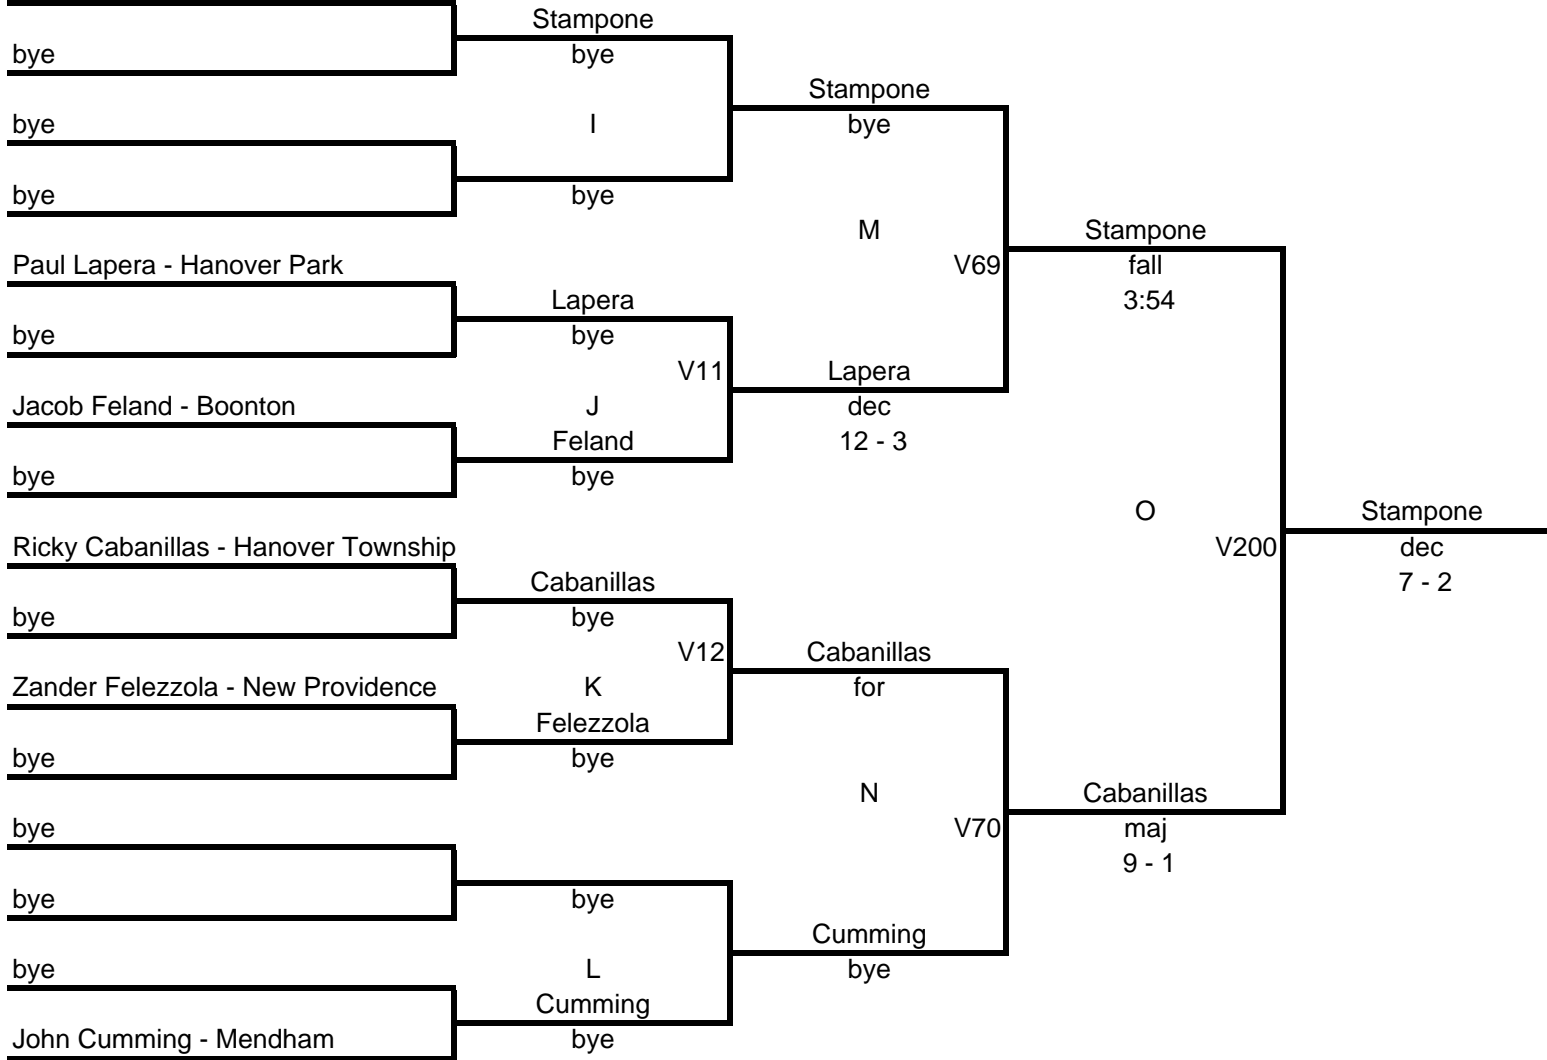 Stampone
bye
bye
Stampone
bye
I
bye
bye
bye
M
Stampone
Paul Lapera - Hanover Park
V69
fall
Lapera
3:54
bye
bye
V11
Lapera
Jacob Feland - Boonton
J
dec
Feland
12 - 3
bye
bye
O
Stampone
Ricky Cabanillas - Hanover Township
V200
dec
Cabanillas
7 - 2
bye
bye
V12
Cabanillas
Zander Felezzola - New Providence
K
for
Felezzola
bye
bye
N
Cabanillas
bye
V70
maj
9 - 1
bye
bye
Cumming
bye
L
bye
Cumming
John Cumming - Mendham
bye